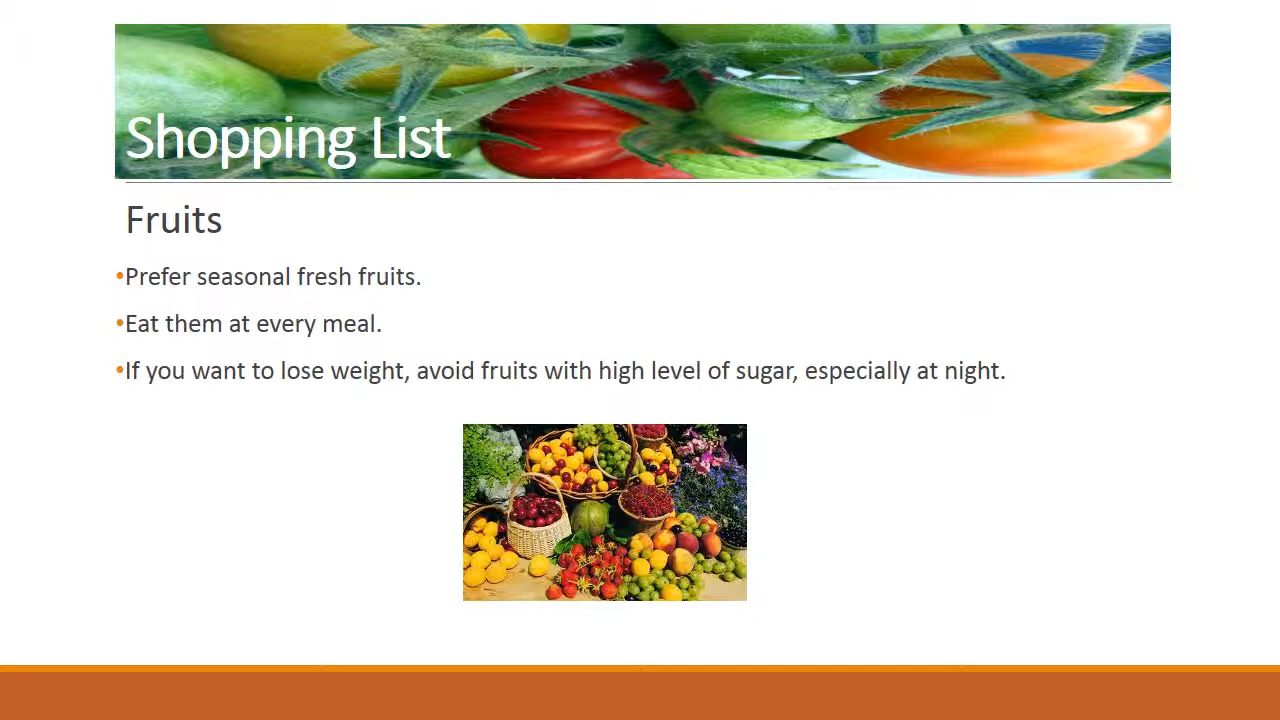 Shopping List
Fruits
•Prefer seasonal fresh fruits.
•Eat them at every meal.
•If you want to lose weight, avoid fruits with high level of sugar, especially at night.